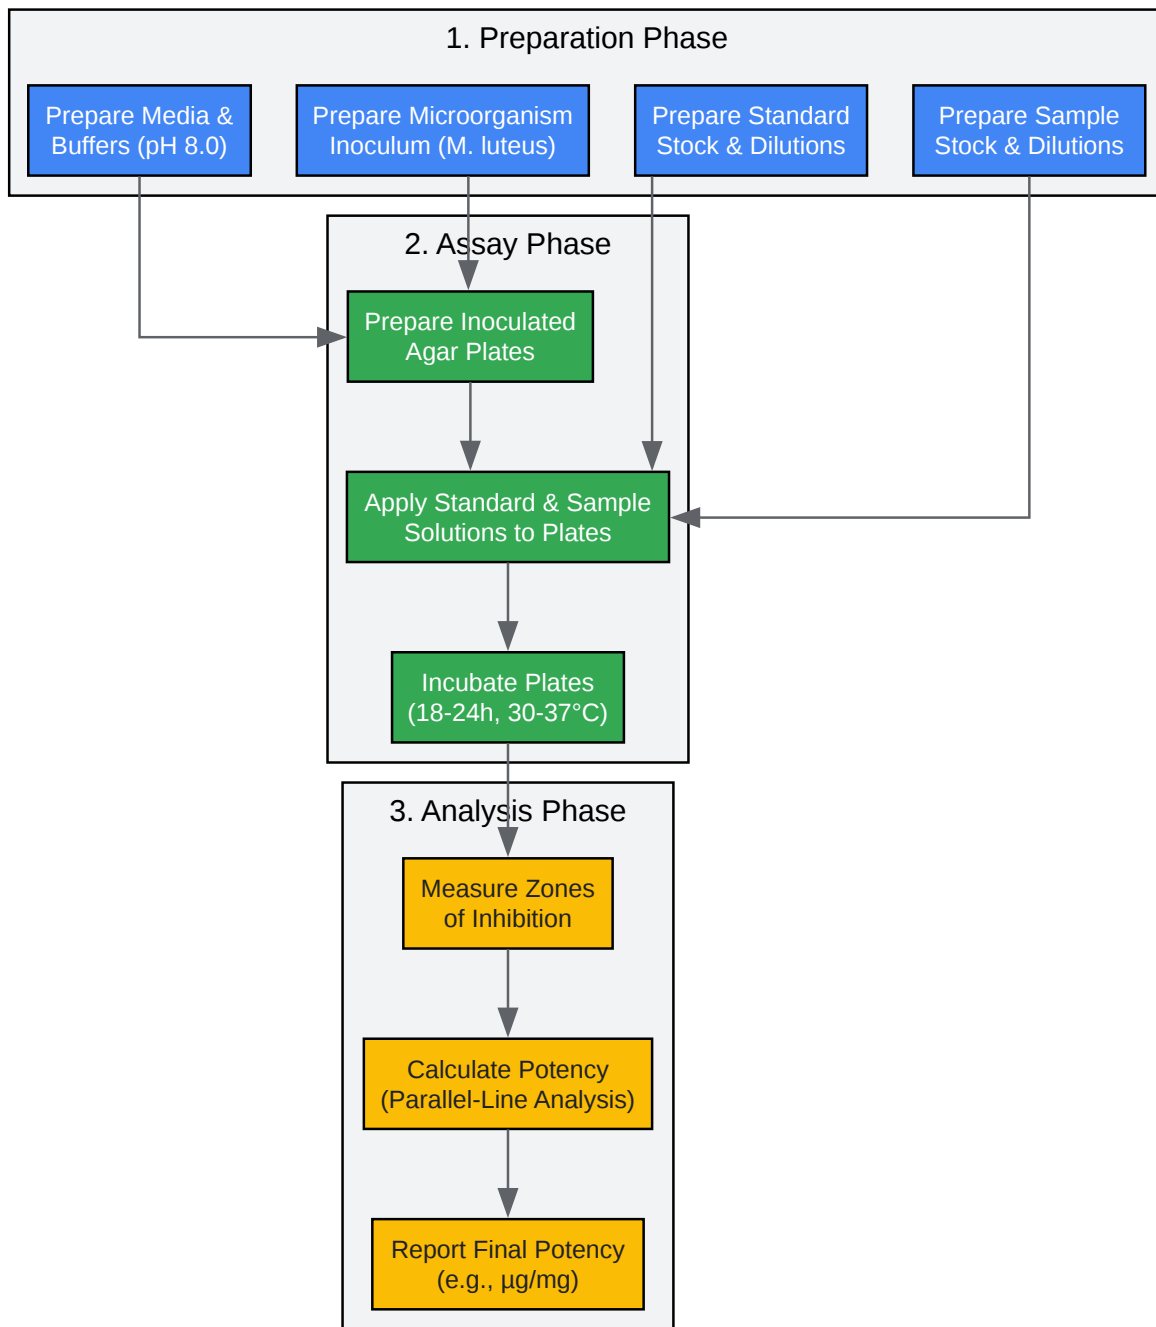 1. Preparation Phase
Prepare Media &
Buffers (pH 8.0)
Prepare Microorganism
Inoculum (M. luteus)
Prepare Standard
Stock & Dilutions
Prepare Sample
Stock & Dilutions
2. Assay Phase
Prepare Inoculated
Agar Plates
Apply Standard & Sample
Solutions to Plates
Incubate Plates
(18-24h, 30-37°C)
3. Analysis Phase
Measure Zones
of Inhibition
Calculate Potency
(Parallel-Line Analysis)
Report Final Potency
(e.g., µg/mg)